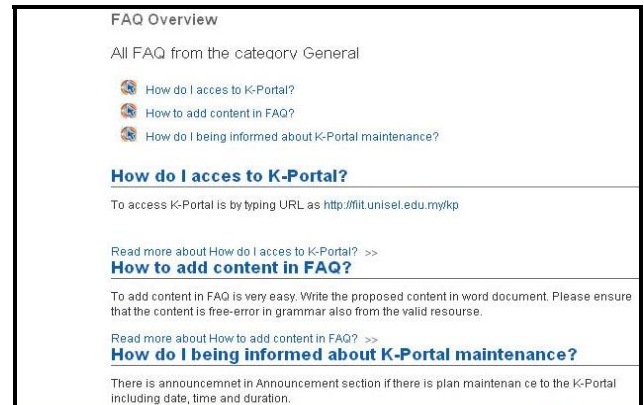 FAQ Overview
All FAQ from the category General
How do I acces to K-Portal?
How to add content in FAQ?
How do I being informed about K-Portal maintenance?
How do I acces to K-Portal?
To access K-Portal is by typing URL as http://fiit.unisel.edu.my/kp
Read more about How do I acces to K-Portal? >>
How to add content in FAQ?
To add content in FAQ is very easy. Write the proposed content in word document. Please ensure
that the content is free-error in grammar also from the valid resourse.
Read more about How to add content in FAQ? >>
How do I being informed about K-Portal maintenance?
There is announcemnet in Announcement section if there is plan maintenan ce to the K-Portal
including date, time and duration.